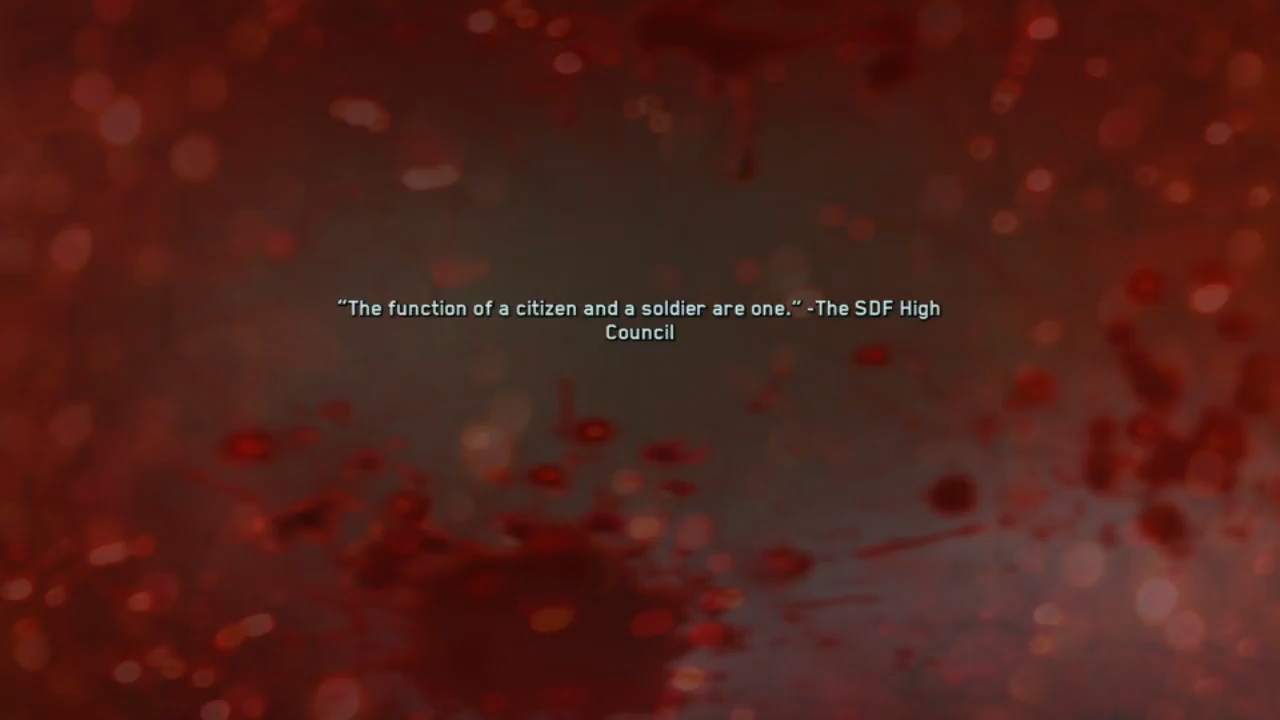 “The function of a citizen and a soldier are one.” -The SDF High
Council